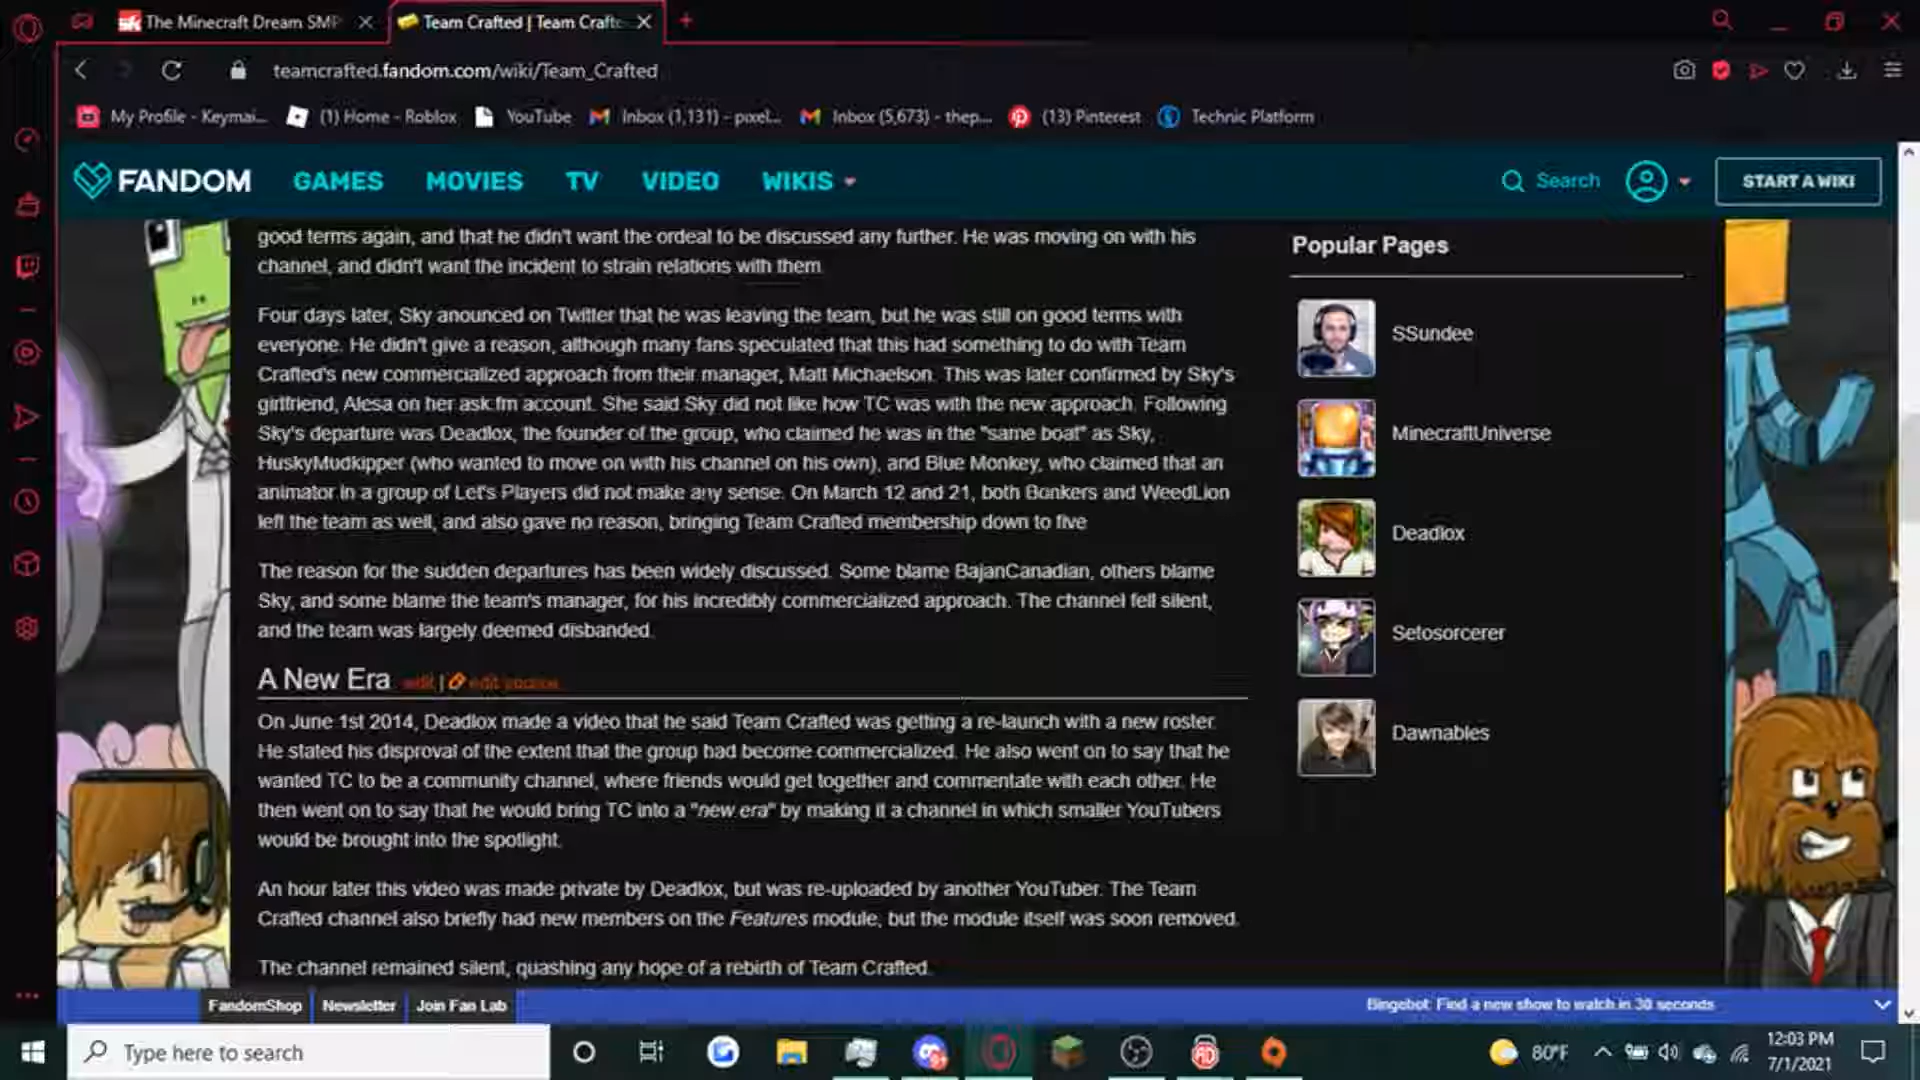 The Minecraft Dream SMP
Team Crafted | Team Crafte
teamcrafted.fandom.com/wiki/Team_Crafted
My Profile - Keymai...
(1) Home - Roblox
YouTube
Inbox (1,131) - pixel...
Inbox (5,673) - thep...
(13) Pinterest
Technic Platform
FANDOM
GAMES
MOVIES
TV
VIDEO
WIKIS
Search
START A WIKI
good terms again, and that he didn't want the ordeal to be discussed any further. He was moving on with his
channel, and didn't want the incident to strain relations with them
Four days later, Sky anounced on Twitter that he was leaving the team, but he was still on good terms with
everyone. He didn't give a reason, although many fans speculated that this had something to do with Team
Crafted's new commercialized approach from their manager, Matt Michaelson. This was later confirmed by Sky's
girlfriend, Alesa on her ask.fm account. She said Sky did not like how TC was with the new approach. Following
Sky's departure was Deadlox, the founder of the group, who claimed he was in the "same boat" as Sky,
HuskyMudkipper (who wanted to move on with his channel on his own), and Blue Monkey, who claimed that an
animator in a group of Let's Players did not make any sense. On March 12 and 21, both Bonkers and WeedLion
left the team as well, and also gave no reason, bringing Team Crafted membership down to five
The reason for the sudden departures has been widely discussed. Some blame BajanCanadian, others blame
Sky, and some blame the team's manager, for his incredibly commercialized approach. The channel fell silent,
and the team was largely deemed disbanded.
A New Era edit | edit source
On June 1st 2014, Deadlox made a video that he said Team Crafted was getting a re-launch with a new roster.
He stated his disproval of the extent that the group had become commercialized. He also went on to say that he
wanted TC to be a community channel, where friends would get together and commentate with each other. He
then went on to say that he would bring TC into a "new era" by making it a channel in which smaller YouTubers
would be brought into the spotlight.
An hour later this video was made private by Deadlox, but was re-uploaded by another YouTuber. The Team
Crafted channel also briefly had new members on the Features module, but the module itself was soon removed.
The channel remained silent, quashing any hope of a rebirth of Team Crafted.
Popular Pages
SSundee
MinecraftUniverse
Deadlox
Setosorcerer
Dawnables
FandomShop
Newsletter
Join Fan Lab
Bingebot: Find a new show to watch in 30 seconds
Type here to search
AD
80°F
12:03 PM
7/1/2021